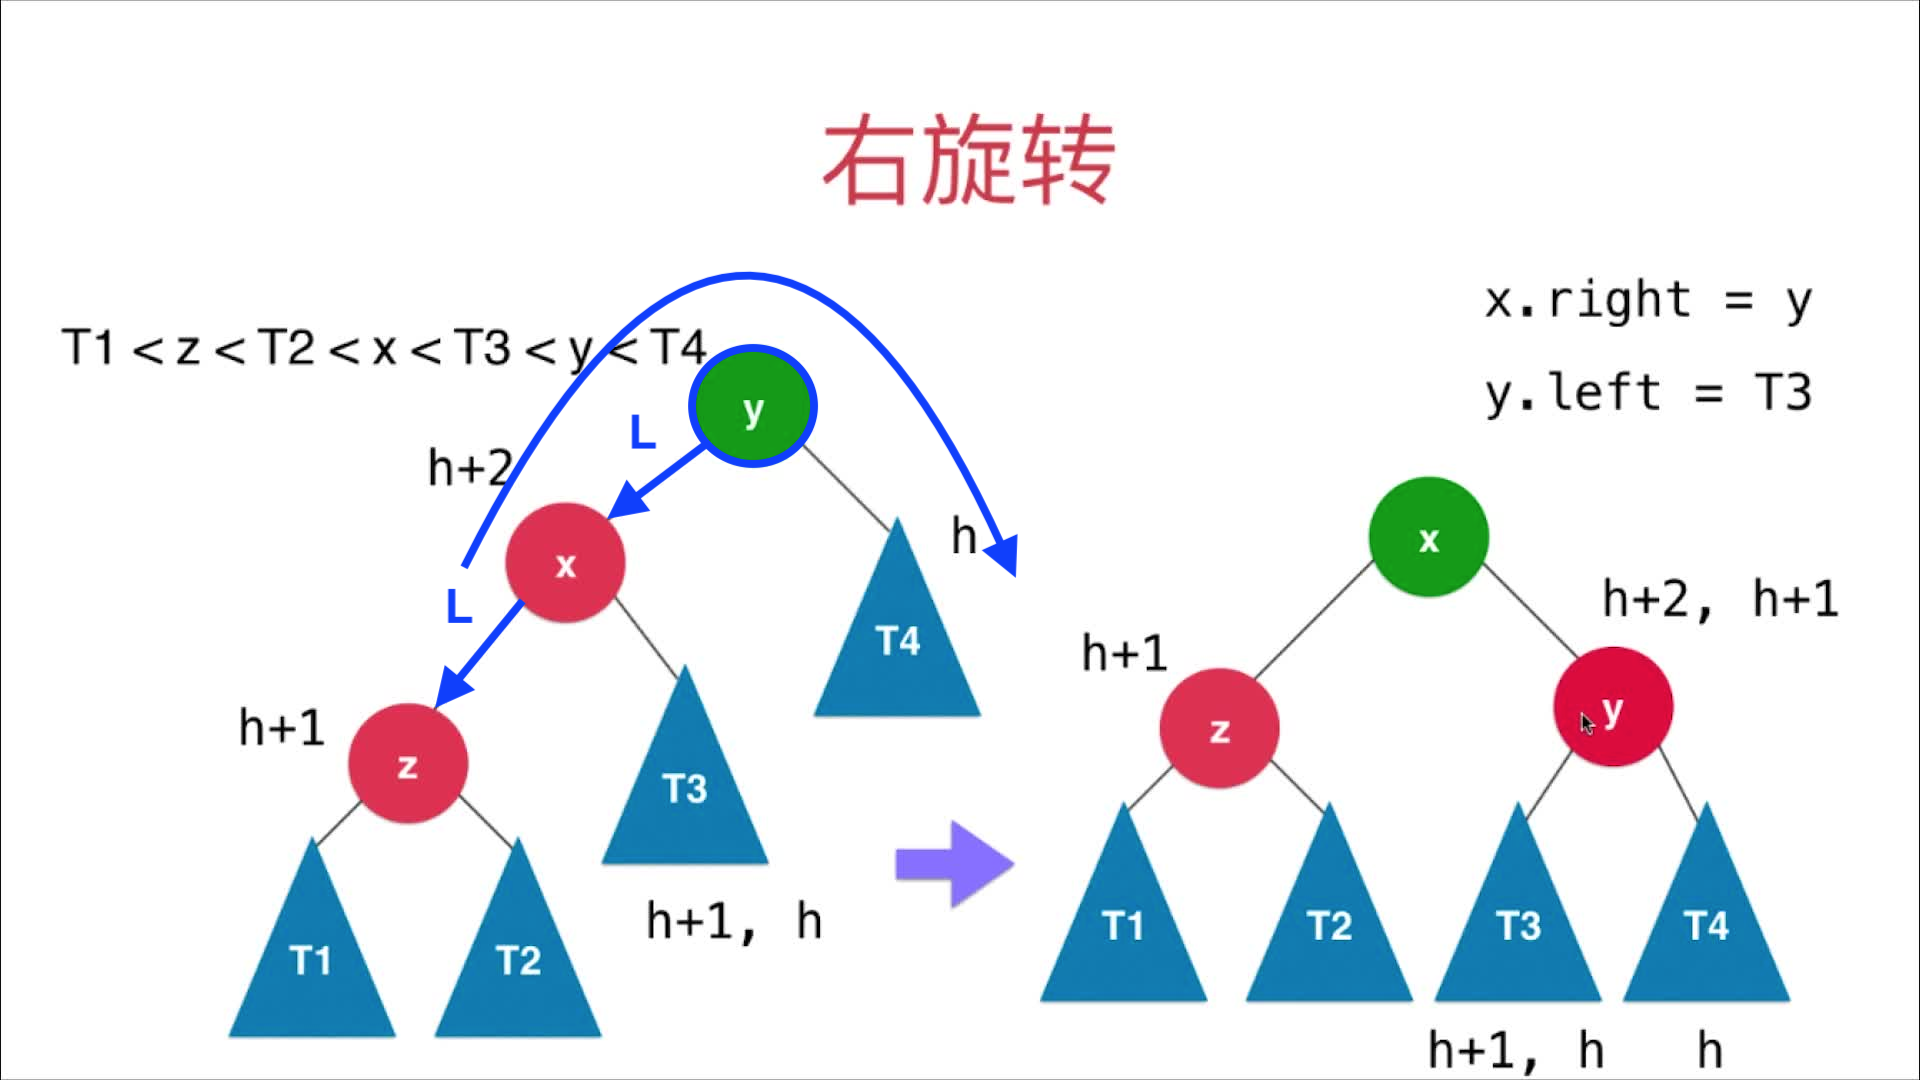 右旋转
x.right = y
T1 < z < T2 < x < T3 < y < T4
y.left = T3
y
L
h+2
h
x
x
L
h+2, h+1
T4
h+1
z
y
h+1
z
T3
h+1, h
T1
T2
T1
T2
T3
T4
h+1, h
h